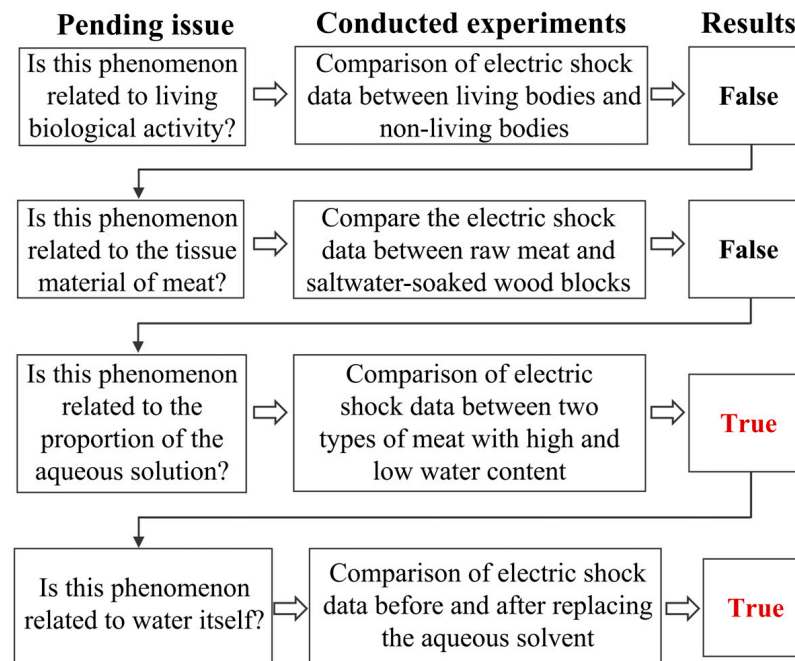 Pending issue
Conducted experiments
Results
Is this phenomenon
related to living
biological activity?
Comparison of electric shock
data between living bodies and
non-living bodies
False
Is this phenomenon
related to the tissue
material of meat?
Compare the electric shock
data between raw meat and
saltwater-soaked wood blocks
False
Is this phenomenon
related to the
proportion of the
aqueous solution?
Comparison of electric
shock data between two
types of meat with high and
low water content
True
Is this phenomenon
related to water itself?
Comparison of electric shock
data before and after replacing
the aqueous solvent
True